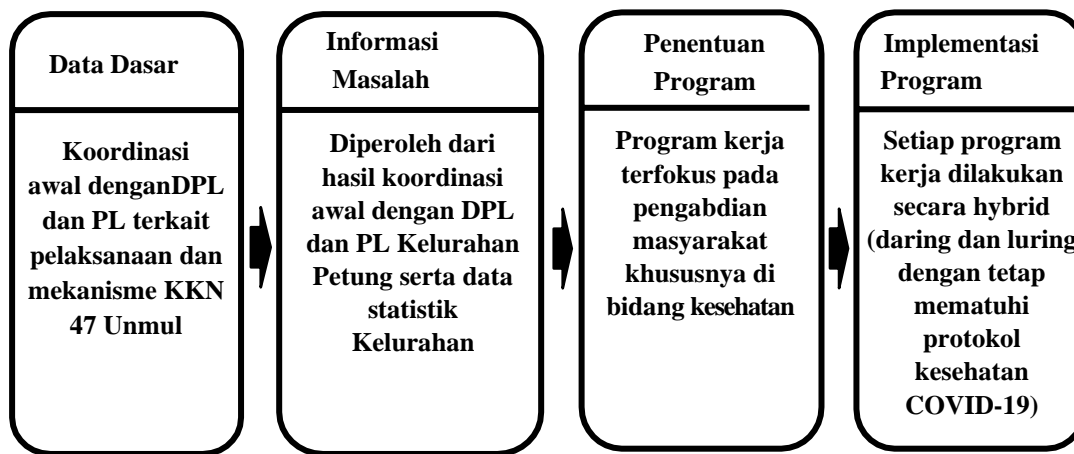 Data Dasar
Koordinasi
awal denganDPL
dan PL terkait
pelaksanaan dan
mekanisme KKN
47 Unmul
Informasi
Masalah
Diperoleh dari
hasil koordinasi
awal dengan DPL
dan PL Kelurahan
Petung serta data
statistik
Kelurahan
Penentuan
Program
Program kerja
terfokus pada
pengabdian
masyarakat
khususnya di
bidang kesehatan
Implementasi
Program
Setiap program
kerja dilakukan
secara hybrid
(daring dan luring
dengan tetap
mematuhi
protokol
kesehatan
COVID-19)